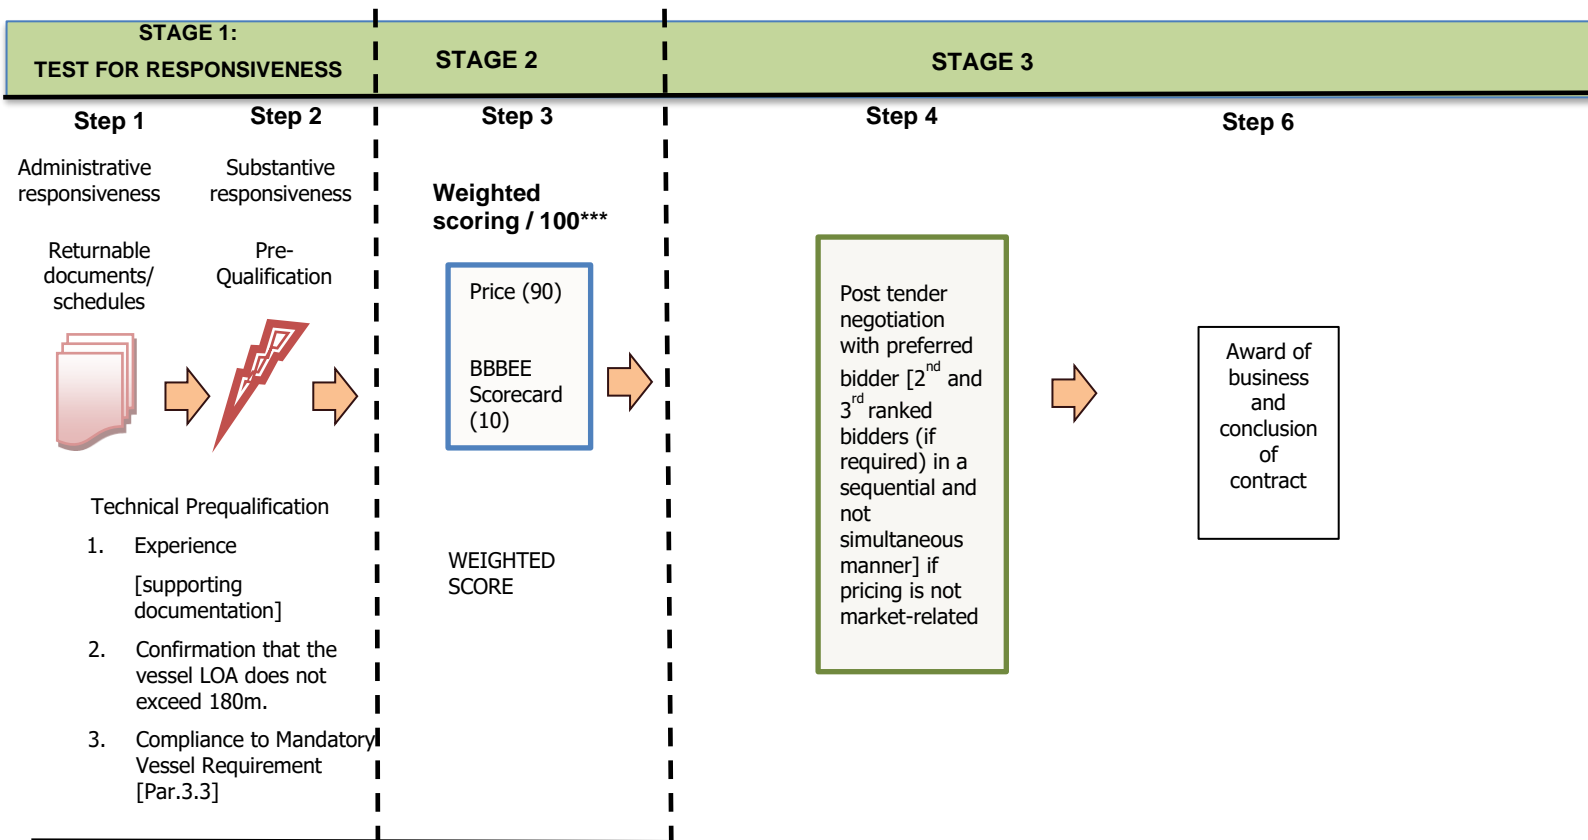 STAGE 1:
TEST FOR RESPONSIVENESS
STAGE 2
STAGE 3
Step 1
Step 2
Step 3
Step 4
Step 6
Administrative
responsiveness
Substantive
responsiveness
Returnable
documents/
schedules
Pre-
Qualification
Technical Prequalification
1. Experience
[supporting
documentation]
2. Confirmation that the
vessel LOA does not
exceed 180m.
3. Compliance to Mandatory
Vessel Requirement
[Par.3.3]
Weighted
scoring / 100***
Price (90)
BBBEE
Scorecard
(10)
WEIGHTED
SCORE
Post tender
negotiation
with preferred
bidder [2nd and
3rd ranked
bidders (if
required) in a
sequential and
not
simultaneous
manner] if
pricing is not
market-related
Award of
business
and
conclusion
of
contract